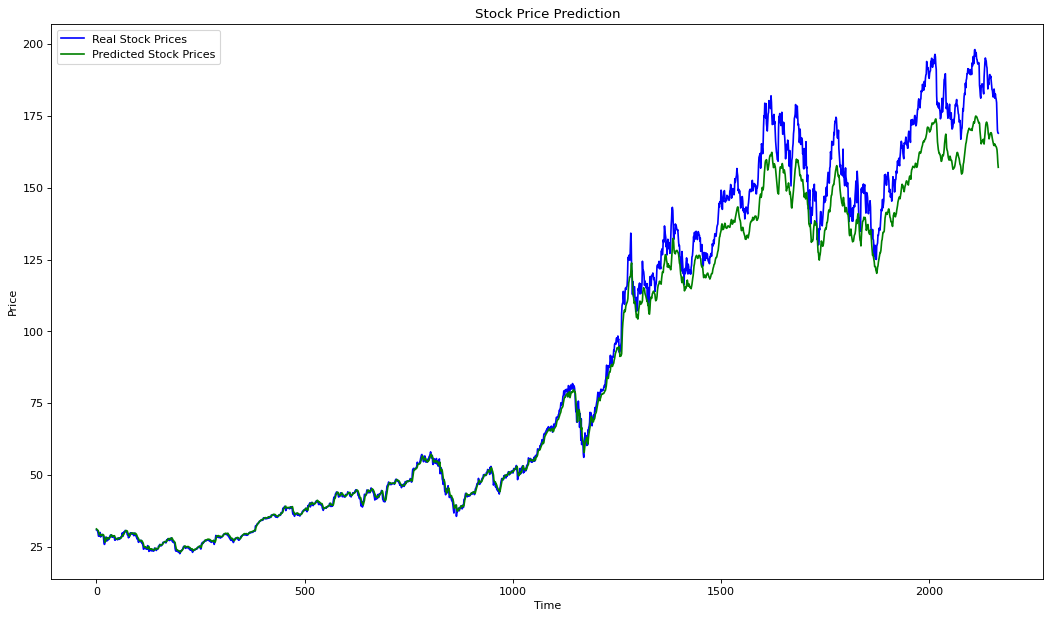 Stock Price Prediction
Real Stock Prices
Predicted Stock Prices
200
175
150
125
100
75
50
25
Price
0 500 1000 1500 2000
Time